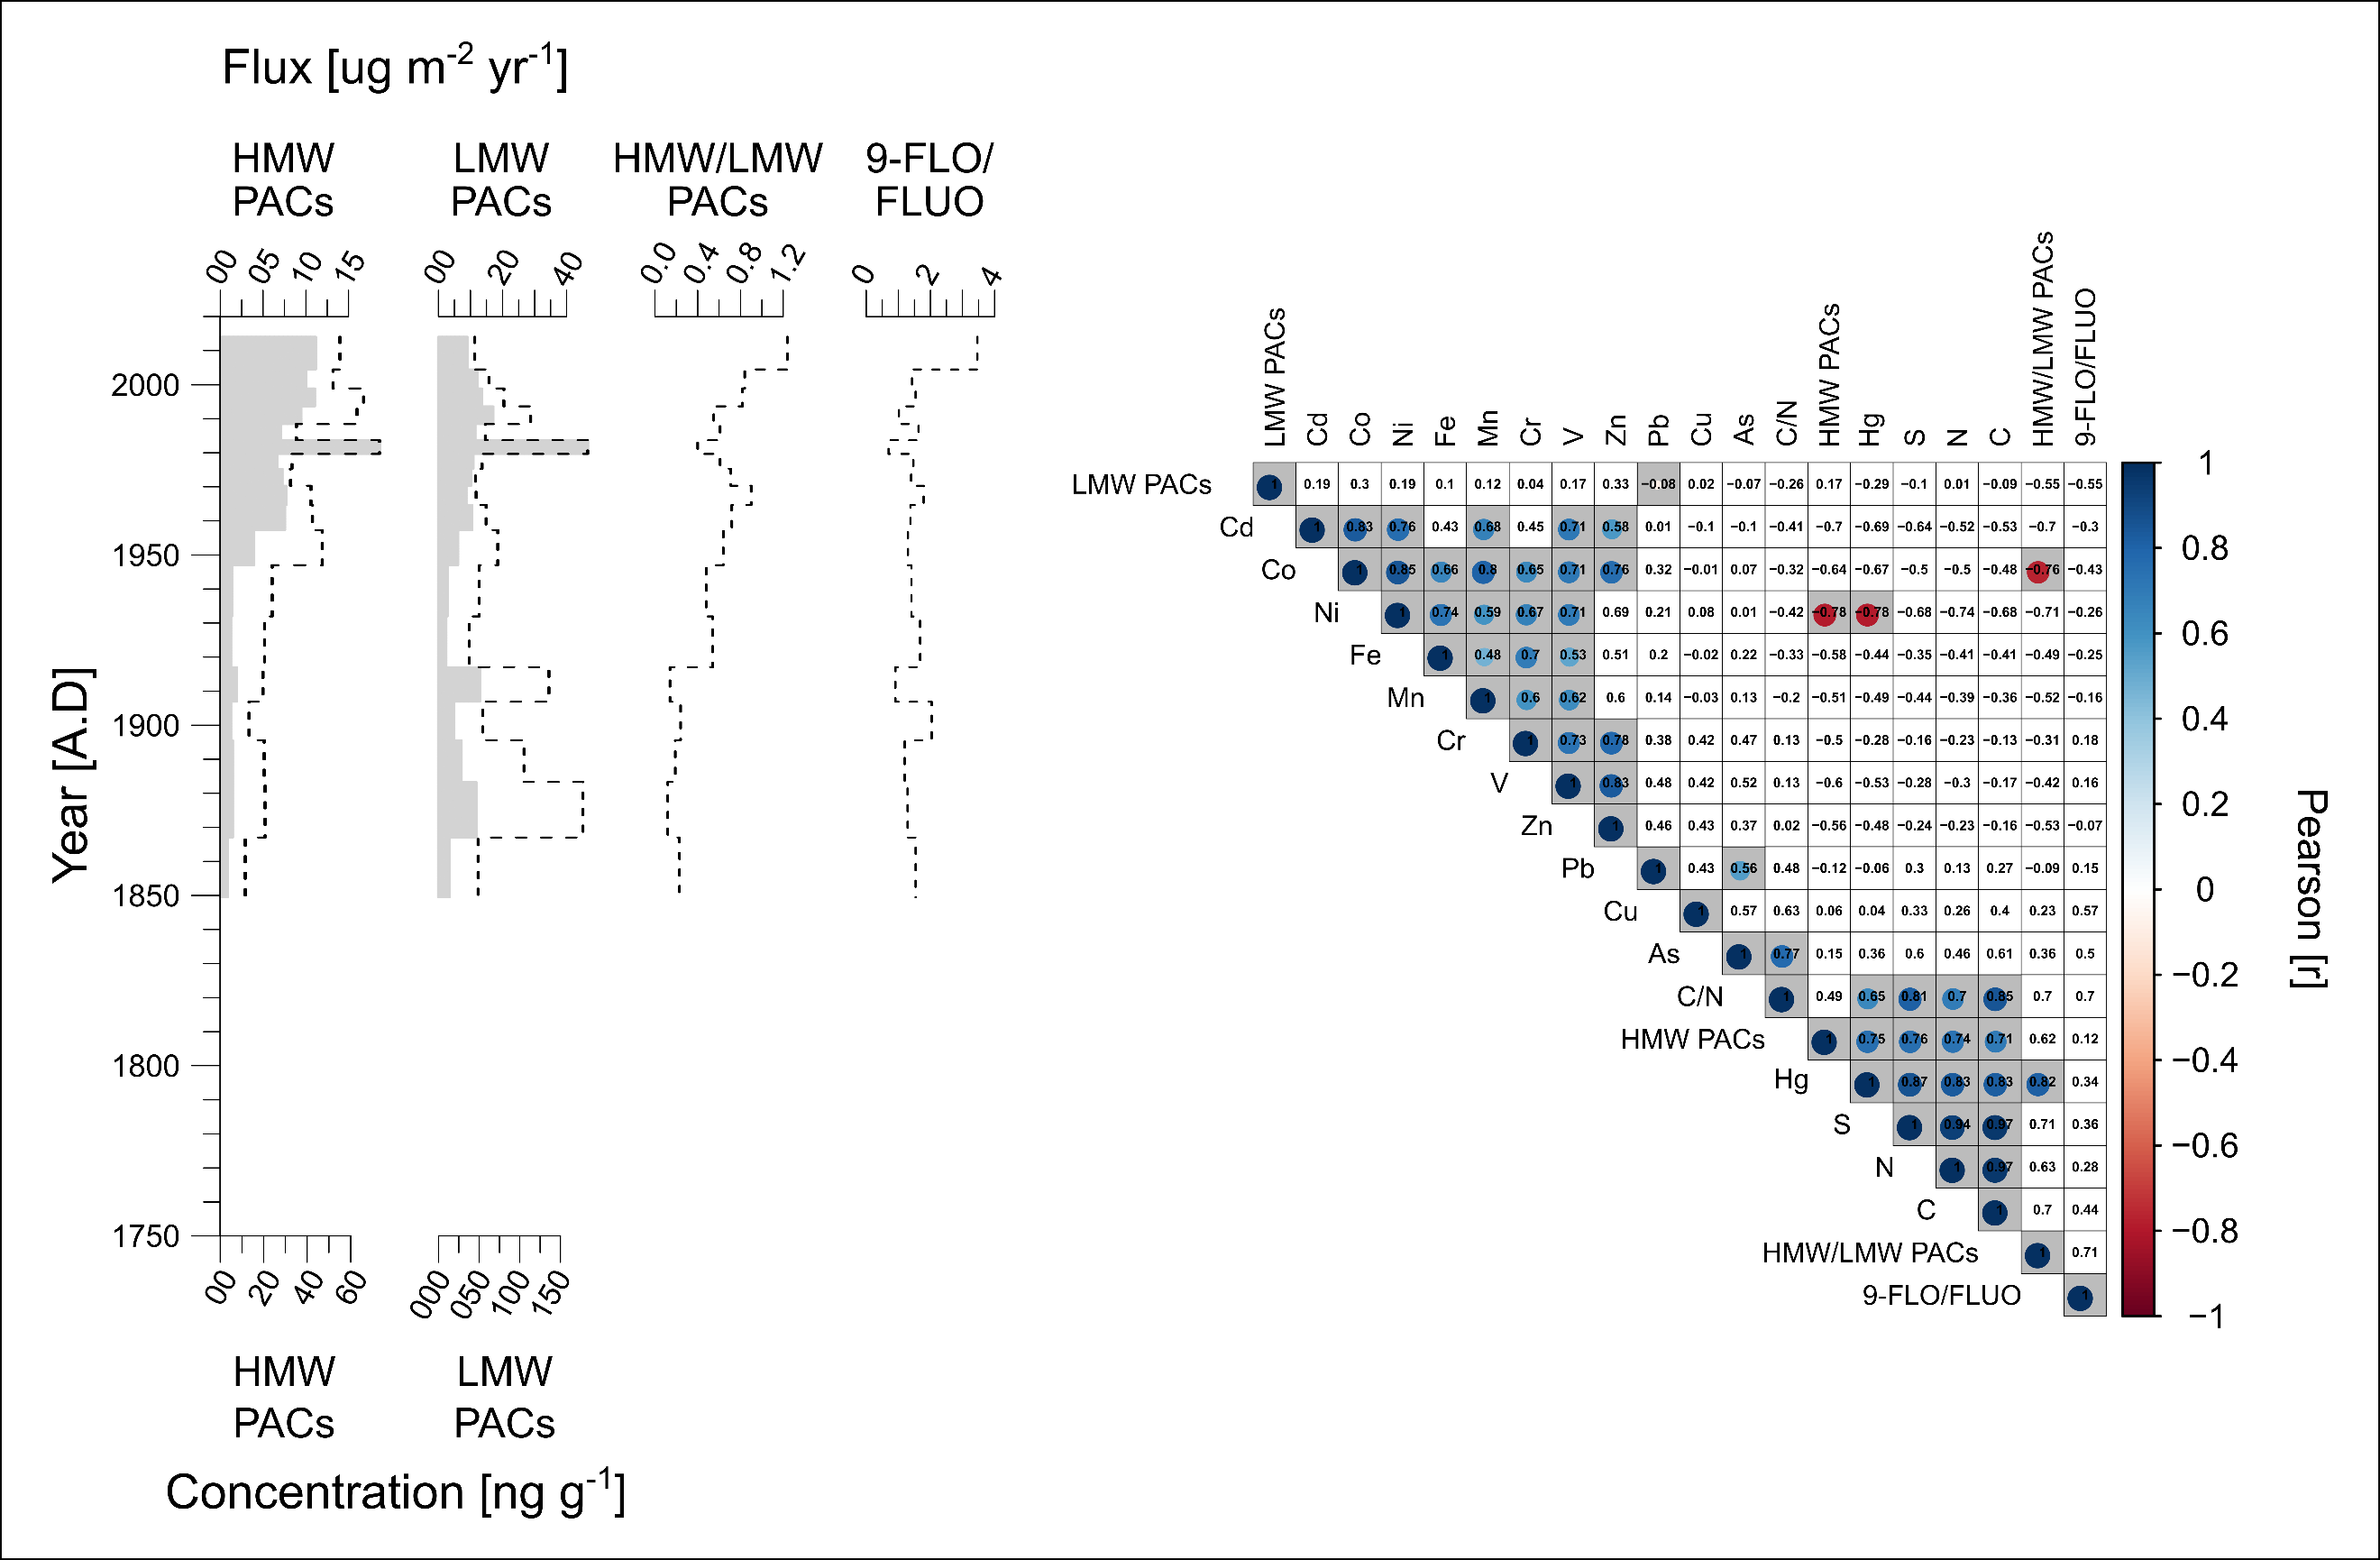 Flux [ug m-2 yr-1]
HMW PACs
LMW PACs
HMW/LMW PACs
9-FLO/ FLUO
00 05 10 15
00 20 40
0.0 0.4 0.8 1.2
0 2 4
Year [A.D]
2000
1950
1900
1850
1800
1750
00 20 40 60
000 050 100 150
HMW PACs
LMW PACs
Concentration [ng g-1]
LMW PACs Cd Co Ni Fe Mn Cr V Zn Pb Cu As C/N HMW PACs Hg S N C HMW/LMW PACs 9-FLO/FLUO
LMW PACs 1 0.19 0.3 0.19 0.1 0.12 0.04 0.17 0.33 −0.08 0.02 −0.07 −0.26 0.17 −0.29 −0.1 0.01 −0.09 −0.55 −0.55
Cd 1 0.83 0.76 0.43 0.68 0.45 0.71 0.58 0.01 −0.1 −0.1 −0.41 −0.7 −0.69 −0.64 −0.52 −0.53 −0.7 −0.3
Co 1 0.85 0.66 0.8 0.65 0.71 0.76 0.32 −0.01 0.07 −0.32 −0.64 −0.67 −0.5 −0.5 −0.48 −0.76 −0.43
Ni 1 0.74 0.59 0.67 0.71 0.69 0.21 0.08 0.01 −0.42 −0.78 −0.78 −0.68 −0.74 −0.68 −0.71 −0.26
Fe 1 0.48 0.7 0.53 0.51 0.2 −0.02 0.22 −0.33 −0.58 −0.44 −0.35 −0.41 −0.41 −0.49 −0.25
Mn 1 0.6 0.62 0.6 0.14 −0.03 0.13 −0.2 −0.51 −0.49 −0.44 −0.39 −0.36 −0.52 −0.16
Cr 1 0.73 0.78 0.38 0.42 0.47 0.13 −0.5 −0.28 −0.16 −0.23 −0.13 −0.31 0.18
V 1 0.83 0.48 0.42 0.52 0.13 −0.6 −0.53 −0.28 −0.3 −0.17 −0.42 0.16
Zn 1 0.46 0.43 0.37 0.02 −0.56 −0.48 −0.24 −0.23 −0.16 −0.53 −0.07
Pb 1 0.43 0.56 0.48 −0.12 −0.06 0.3 0.13 0.27 −0.09 0.15
Cu 1 0.57 0.63 0.06 0.04 0.33 0.26 0.4 0.23 0.57
As 1 0.77 0.15 0.36 0.6 0.46 0.61 0.36 0.5
C/N 1 0.49 0.65 0.81 0.7 0.85 0.7 0.7
HMW PACs 1 0.75 0.76 0.74 0.71 0.62 0.12
Hg 1 0.87 0.83 0.83 0.82 0.34
S 1 0.94 0.97 0.71 0.36
N 1 0.97 0.63 0.28
C 1 0.7 0.44
HMW/LMW PACs 1 0.71
9-FLO/FLUO 1
1
0.8
0.6
0.4
0.2
0
−0.2
−0.4
−0.6
−0.8
−1
Pearson [r]